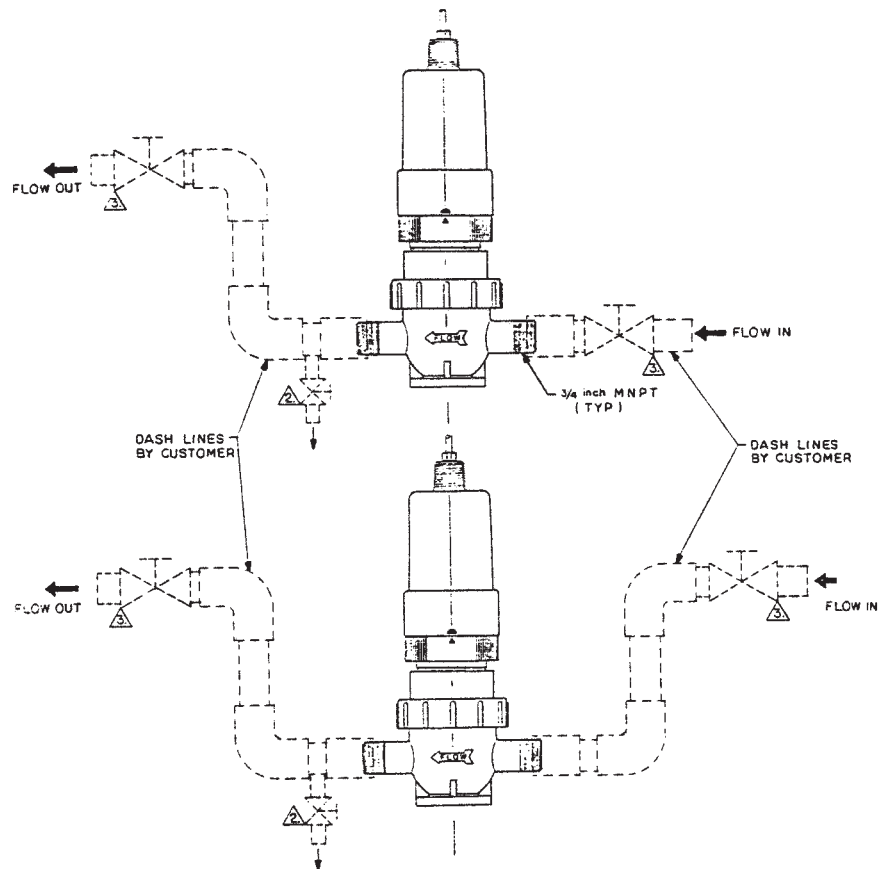 FLOW OUT
3.
FLOW
FLOW IN
3.
3/4 inch MNPT
(TYP)
2.
DASH LINES
BY CUSTOMER
DASH LINES
BY CUSTOMER
FLOW OUT
3.
FLOW IN
3.
FLOW
2.